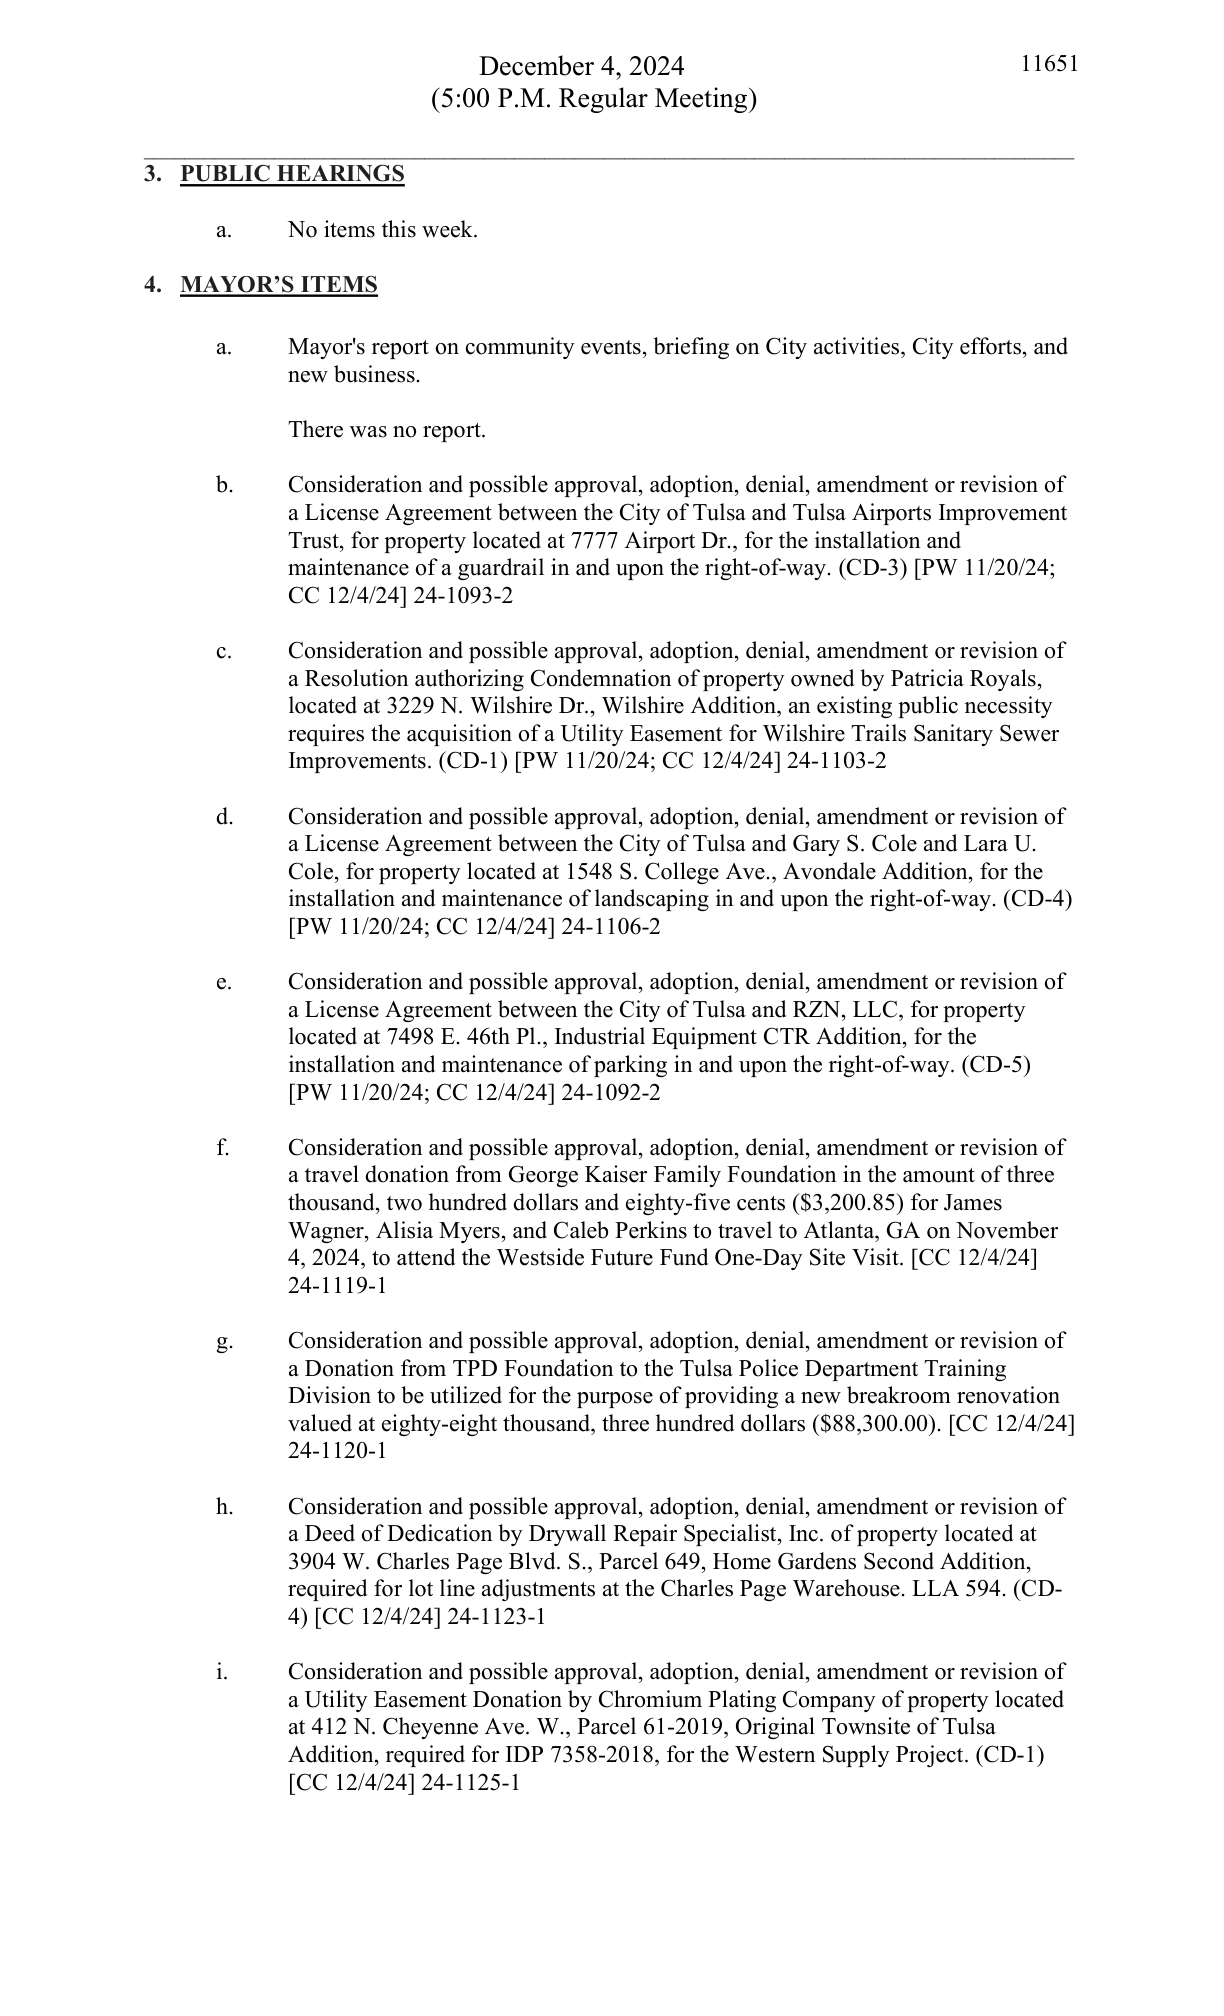 December 4, 2024
11651
(5:00 P.M. Regular Meeting)
3. PUBLIC HEARINGS
a. No items this week.
4. MAYOR’S ITEMS
a. Mayor's report on community events, briefing on City activities, City efforts, and
new business.
There was no report.
b. Consideration and possible approval, adoption, denial, amendment or revision of
a License Agreement between the City of Tulsa and Tulsa Airports Improvement
Trust, for property located at 7777 Airport Dr., for the installation and
maintenance of a guardrail in and upon the right-of-way. (CD-3) [PW 11/20/24;
CC 12/4/24] 24-1093-2
c. Consideration and possible approval, adoption, denial, amendment or revision of
a Resolution authorizing Condemnation of property owned by Patricia Royals,
located at 3229 N. Wilshire Dr., Wilshire Addition, an existing public necessity
requires the acquisition of a Utility Easement for Wilshire Trails Sanitary Sewer
Improvements. (CD-1) [PW 11/20/24; CC 12/4/24] 24-1103-2
d. Consideration and possible approval, adoption, denial, amendment or revision of
a License Agreement between the City of Tulsa and Gary S. Cole and Lara U.
Cole, for property located at 1548 S. College Ave., Avondale Addition, for the
installation and maintenance of landscaping in and upon the right-of-way. (CD-4)
[PW 11/20/24; CC 12/4/24] 24-1106-2
e. Consideration and possible approval, adoption, denial, amendment or revision of
a License Agreement between the City of Tulsa and RZN, LLC, for property
located at 7498 E. 46th Pl., Industrial Equipment CTR Addition, for the
installation and maintenance of parking in and upon the right-of-way. (CD-5)
[PW 11/20/24; CC 12/4/24] 24-1092-2
f. Consideration and possible approval, adoption, denial, amendment or revision of
a travel donation from George Kaiser Family Foundation in the amount of three
thousand, two hundred dollars and eighty-five cents ($3,200.85) for James
Wagner, Alisia Myers, and Caleb Perkins to travel to Atlanta, GA on November
4, 2024, to attend the Westside Future Fund One-Day Site Visit. [CC 12/4/24]
24-1119-1
g. Consideration and possible approval, adoption, denial, amendment or revision of
a Donation from TPD Foundation to the Tulsa Police Department Training
Division to be utilized for the purpose of providing a new breakroom renovation
valued at eighty-eight thousand, three hundred dollars ($88,300.00). [CC 12/4/24]
24-1120-1
h. Consideration and possible approval, adoption, denial, amendment or revision of
a Deed of Dedication by Drywall Repair Specialist, Inc. of property located at
3904 W. Charles Page Blvd. S., Parcel 649, Home Gardens Second Addition,
required for lot line adjustments at the Charles Page Warehouse. LLA 594. (CD-
4) [CC 12/4/24] 24-1123-1
i. Consideration and possible approval, adoption, denial, amendment or revision of
a Utility Easement Donation by Chromium Plating Company of property located
at 412 N. Cheyenne Ave. W., Parcel 61-2019, Original Townsite of Tulsa
Addition, required for IDP 7358-2018, for the Western Supply Project. (CD-1)
[CC 12/4/24] 24-1125-1